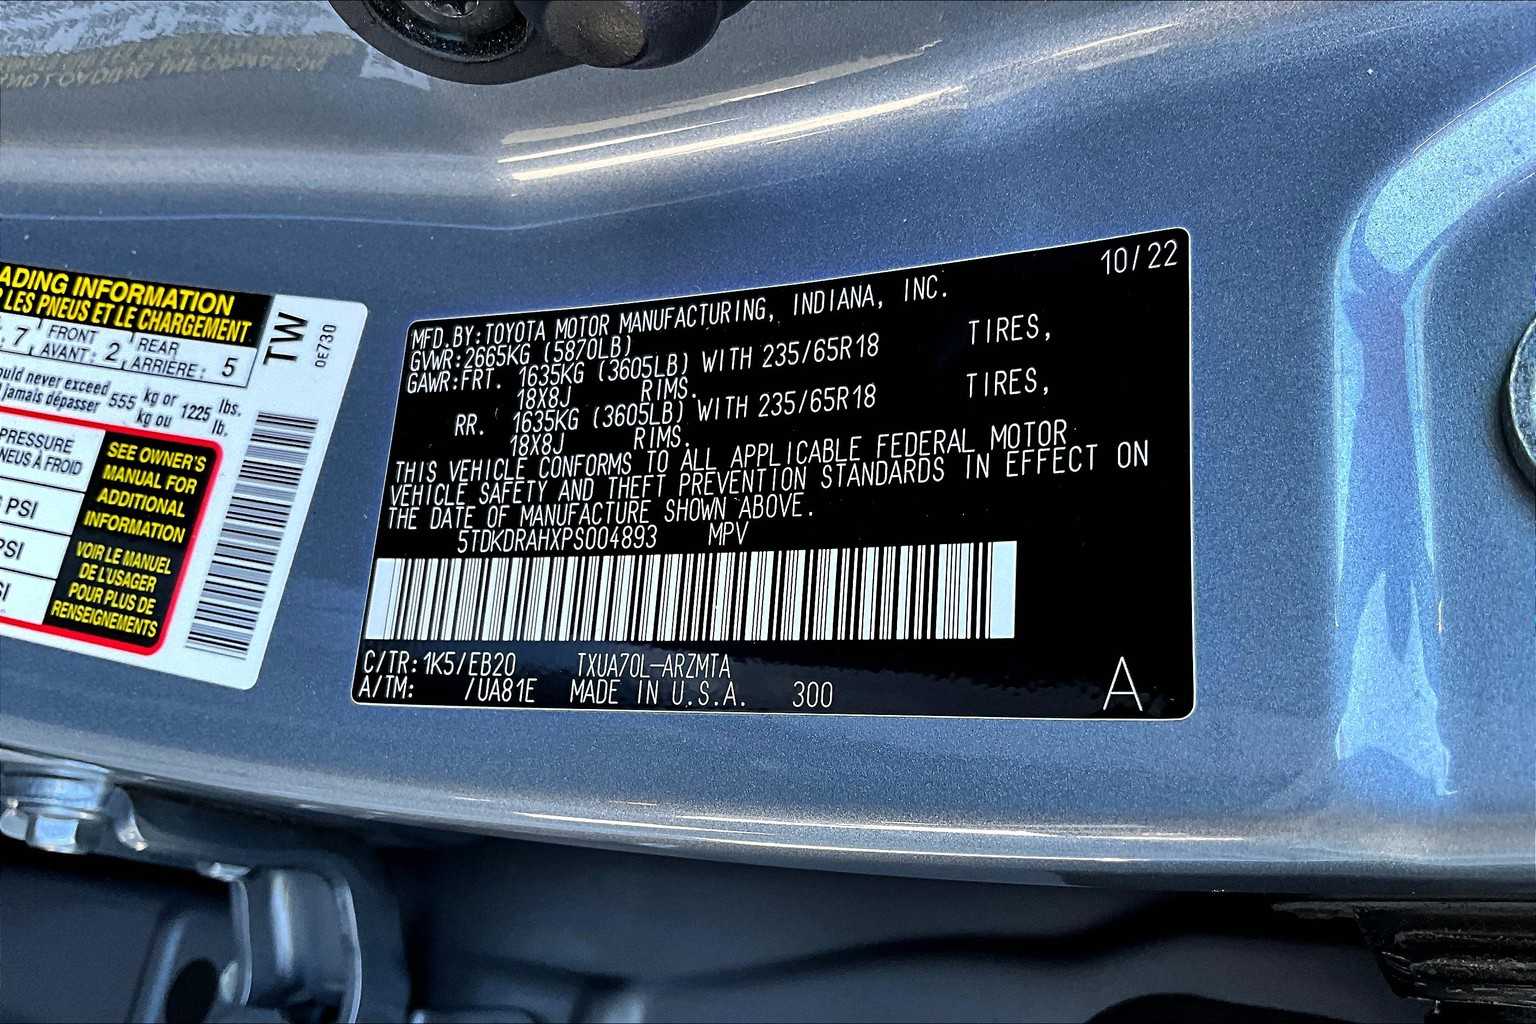 ADING INFORMATION
LES PNEUS ET LE CHARGEMENT
7 FRONT AVANT: 2 REAR ARRIÈRE: 5
ould never exceed 555 kg or 1225 lbs.
jamais dépasser kg ou lb.
PRESSURE
NEUS À FROID
PSI
PSI
SEE OWNER'S
MANUAL FOR
ADDITIONAL
INFORMATION
VOIR LE MANUEL
DE L'USAGER
POUR PLUS DE
RENSEIGNEMENTS
TW
0E730
10/22
MFD.BY:TOYOTA MOTOR MANUFACTURING, INDIANA, INC.
GVWR:2665KG (5870LB)
GAWR:FRT. 1635KG (3605LB) WITH 235/65R18 TIRES,
18X8J RIMS.
RR. 1635KG (3605LB) WITH 235/65R18 TIRES,
18X8J RIMS.
THIS VEHICLE CONFORMS TO ALL APPLICABLE FEDERAL MOTOR
VEHICLE SAFETY AND THEFT PREVENTION STANDARDS IN EFFECT ON
THE DATE OF MANUFACTURE SHOWN ABOVE.
5TDKDRAHXPS004893 MPV
C/TR:1K5/EB20 TXUA70L-ARZMTA
A/TM: /UA81E MADE IN U.S.A. 300
A